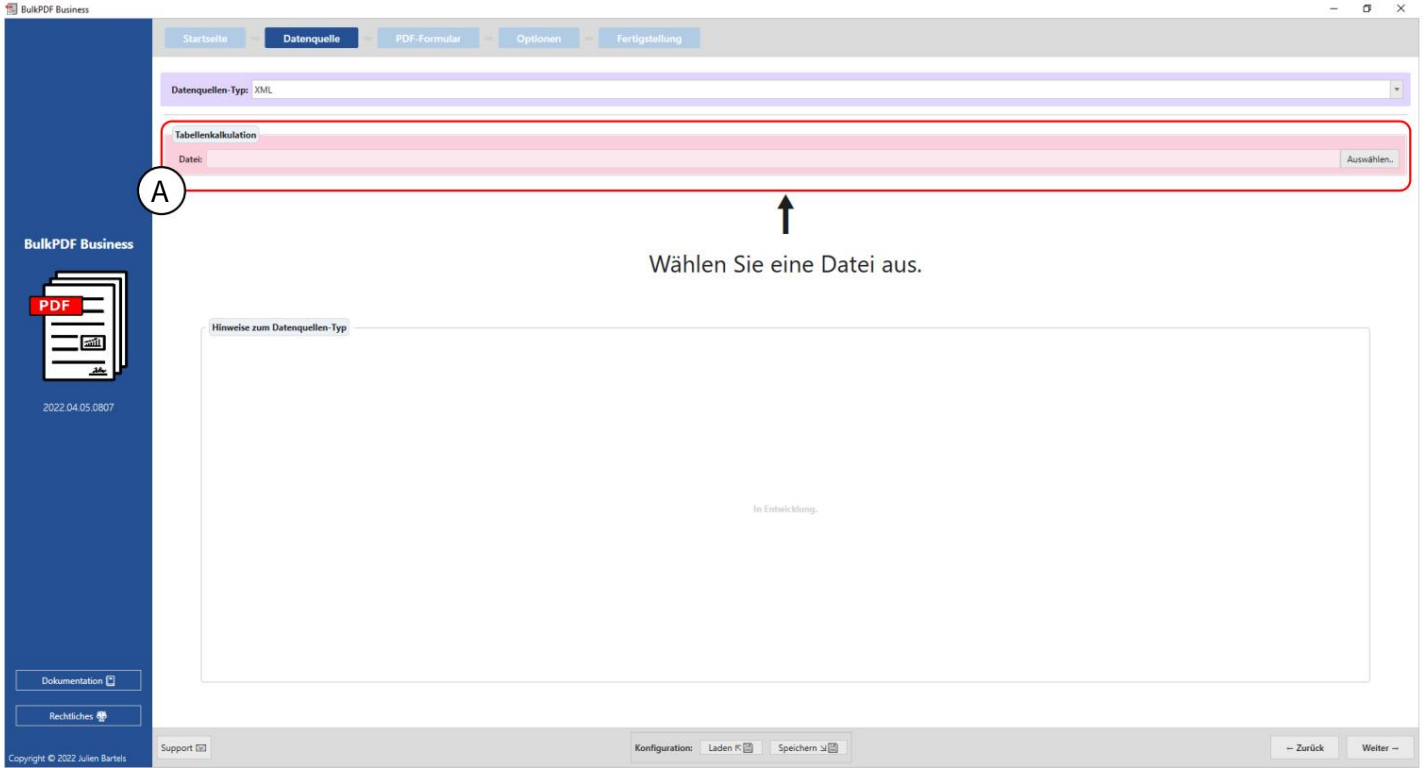 BulkPDF Business
Startseite Datenquelle PDF-Formular Optionen Fertigstellung
Datenquellen-Typ: XML
Tabellenkalkulation
Datei: Auswählen..
A
Wählen Sie eine Datei aus.
BulkPDF Business
PDF
2022.04.05.0807
Hinweise zum Datenquellen-Typ
In Entwicklung.
Dokumentation
Rechtliches
Copyright © 2022 Julien Bartels
Support
Konfiguration: Laden Speichern
← Zurück Weiter →